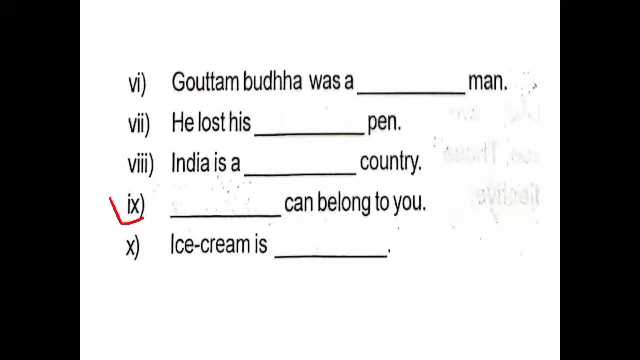 vi) Gouttam budhha was a __________ man.
vii) He lost his __________ pen.
viii) India is a __________ country.
ix) __________ can belong to you.
x) Ice-cream is __________.